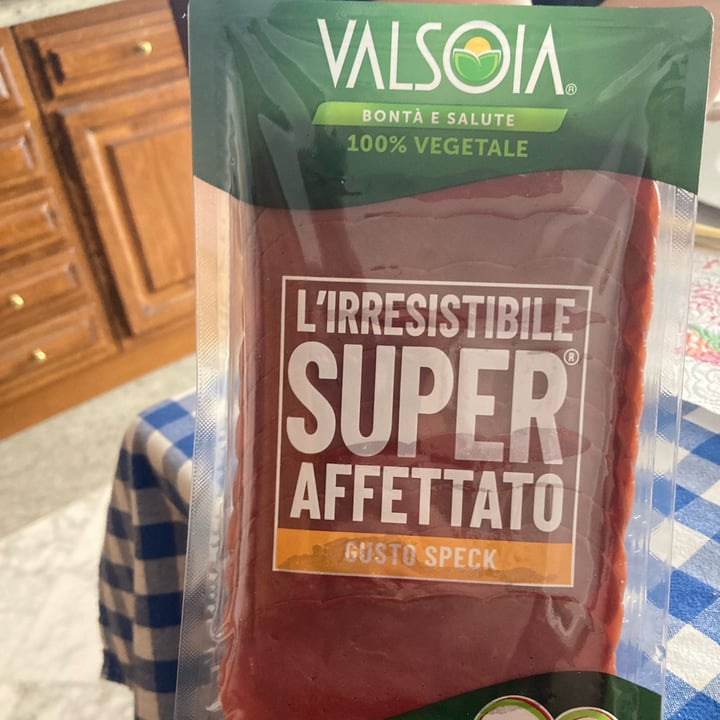 VALSOIA®
BONTÀ E SALUTE
100% VEGETALE
L'IRRESISTIBILE
SUPER®
AFFETTATO
GUSTO SPECK